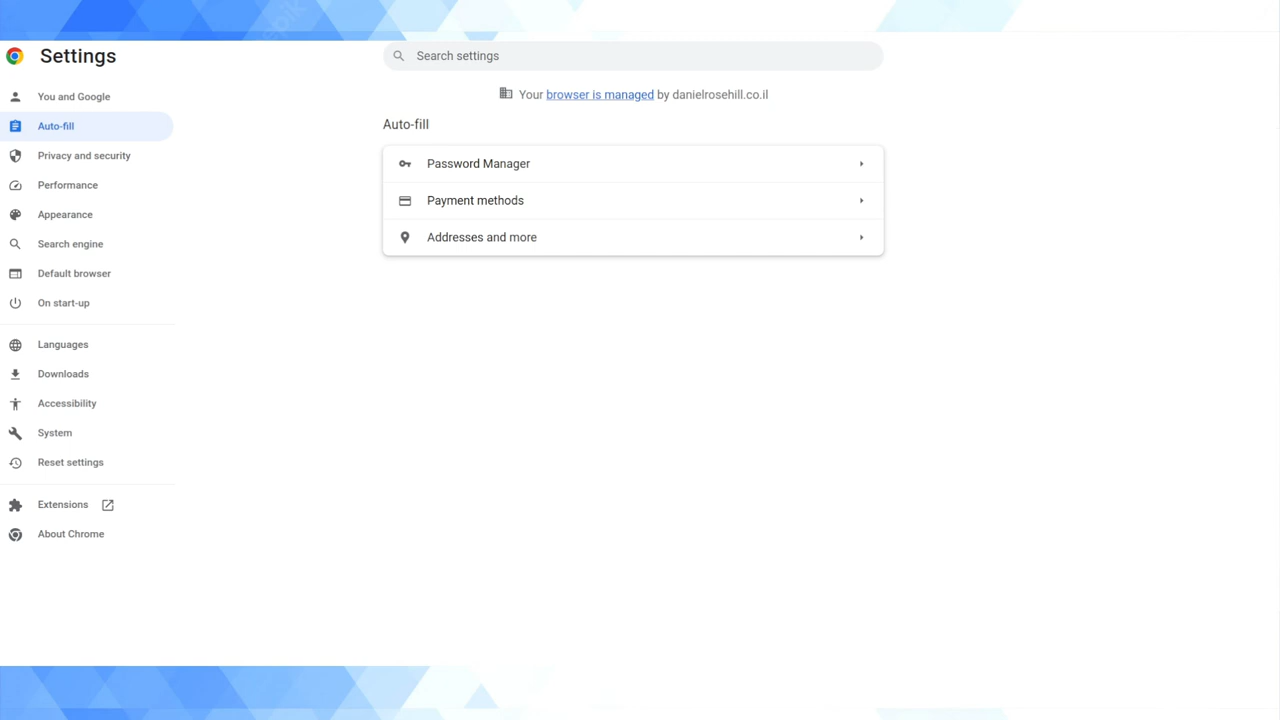 Settings
Search settings
Your browser is managed by danielrosehill.co.il
You and Google
Auto-fill
Privacy and security
Performance
Appearance
Search engine
Default browser
On start-up
Languages
Downloads
Accessibility
System
Reset settings
Extensions
About Chrome
Auto-fill
Password Manager
Payment methods
Addresses and more